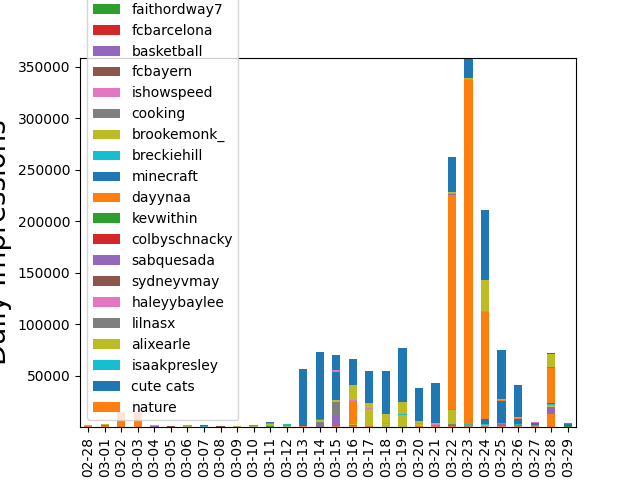 faithordway7
fcbarcelona
basketball
fcbayern
ishowspeed
cooking
brookemonk_
breckiehill
minecraft
dayynaa
kevwithin
colbyschnacky
sabquesada
sydneyvmay
haleyybaylee
lilnasx
alixearle
isaakpresley
cute cats
nature
Daily Impressions
350000
300000
250000
200000
150000
100000
50000
02-28
03-01
03-02
03-03
03-04
03-05
03-06
03-07
03-08
03-09
03-10
03-11
03-12
03-13
03-14
03-15
03-16
03-17
03-18
03-19
03-20
03-21
03-22
03-23
03-24
03-25
03-26
03-27
03-28
03-29